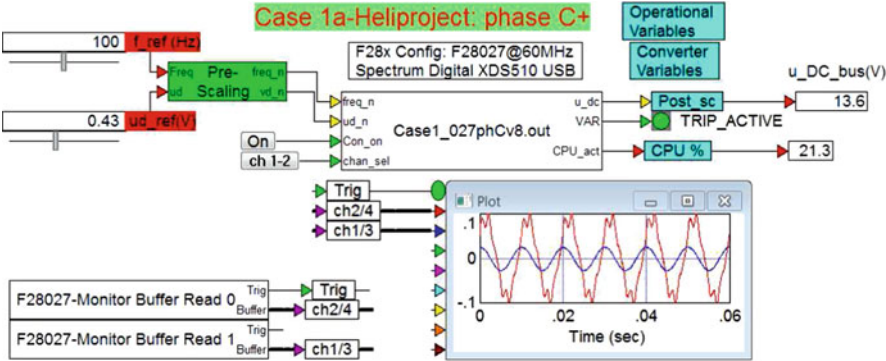 Case 1a-Heliproject: phase C+
Operational
Variables
Converter
Variables
100 f_ref (Hz)
F28x Config: F28027@60MHz
Spectrum Digital XDS510 USB
Freq Pre-Scaling freq_n
ud vd_n
0.43 ud_ref(V)
u_DC_bus(V)
freq_n u_dc Post_sc 13.6
ud_n Case1_027phCv8.out VAR TRIP_ACTIVE
On Con_on
ch 1-2 chan_sel CPU_act CPU % 21.3
Trig
ch2/4
ch1/3
Plot
.1
0
-.1
0 .02 .04 .06
Time (sec)
F28027-Monitor Buffer Read 0 Trig Trig
Buffer ch2/4
F28027-Monitor Buffer Read 1 Trig
Buffer ch1/3